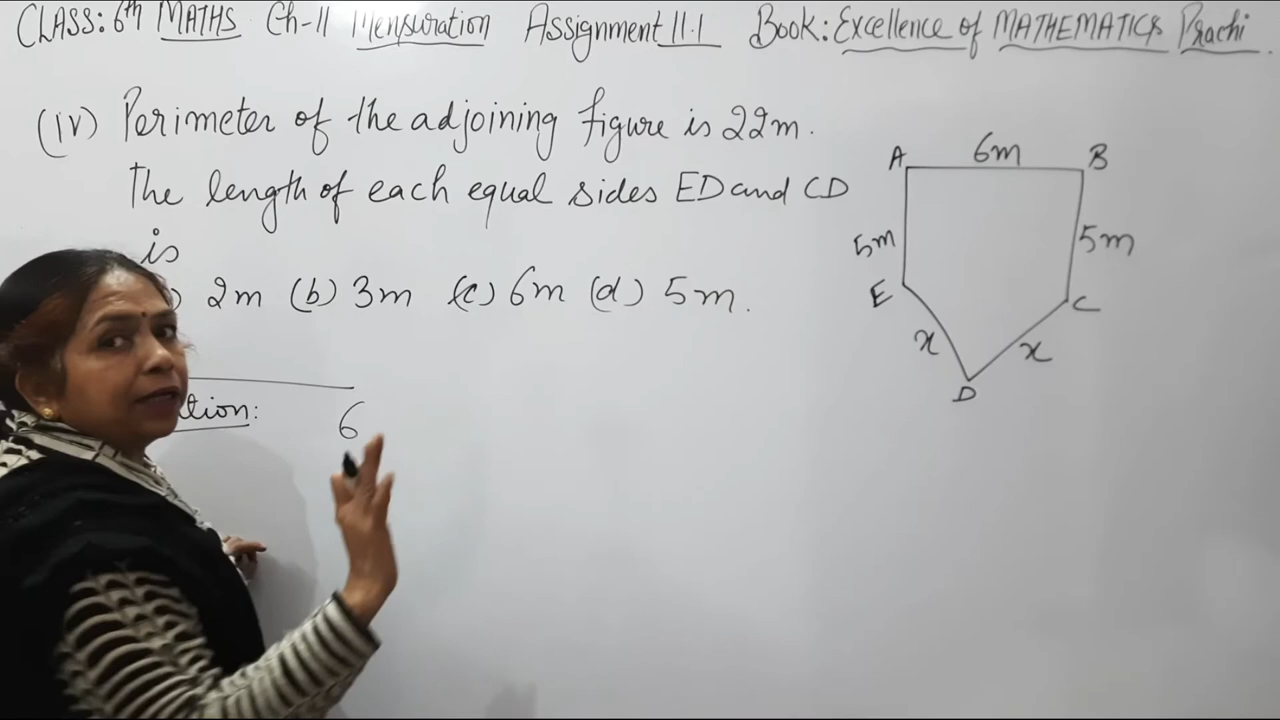 CLASS: 6th MATHS Ch-11 Mensuration Assignment 11.1 Book: Excellence of MATHEMATICS Prachi
(iv) Perimeter of the adjoining figure is 22m.
The length of each equal sides ED and CD
is
) 2m (b) 3m (c) 6m (d) 5m.
tion:
6
A 6m B
5m 5m
E C
x x
D